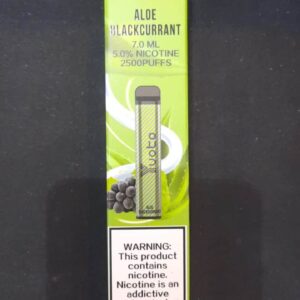 ALOE
BLACKCURRANT
7.0 ML
5.0% NICOTINE
2500PUFFS
Yuoto
WARNING:
This product
contains
nicotine.
Nicotine is an
addictive